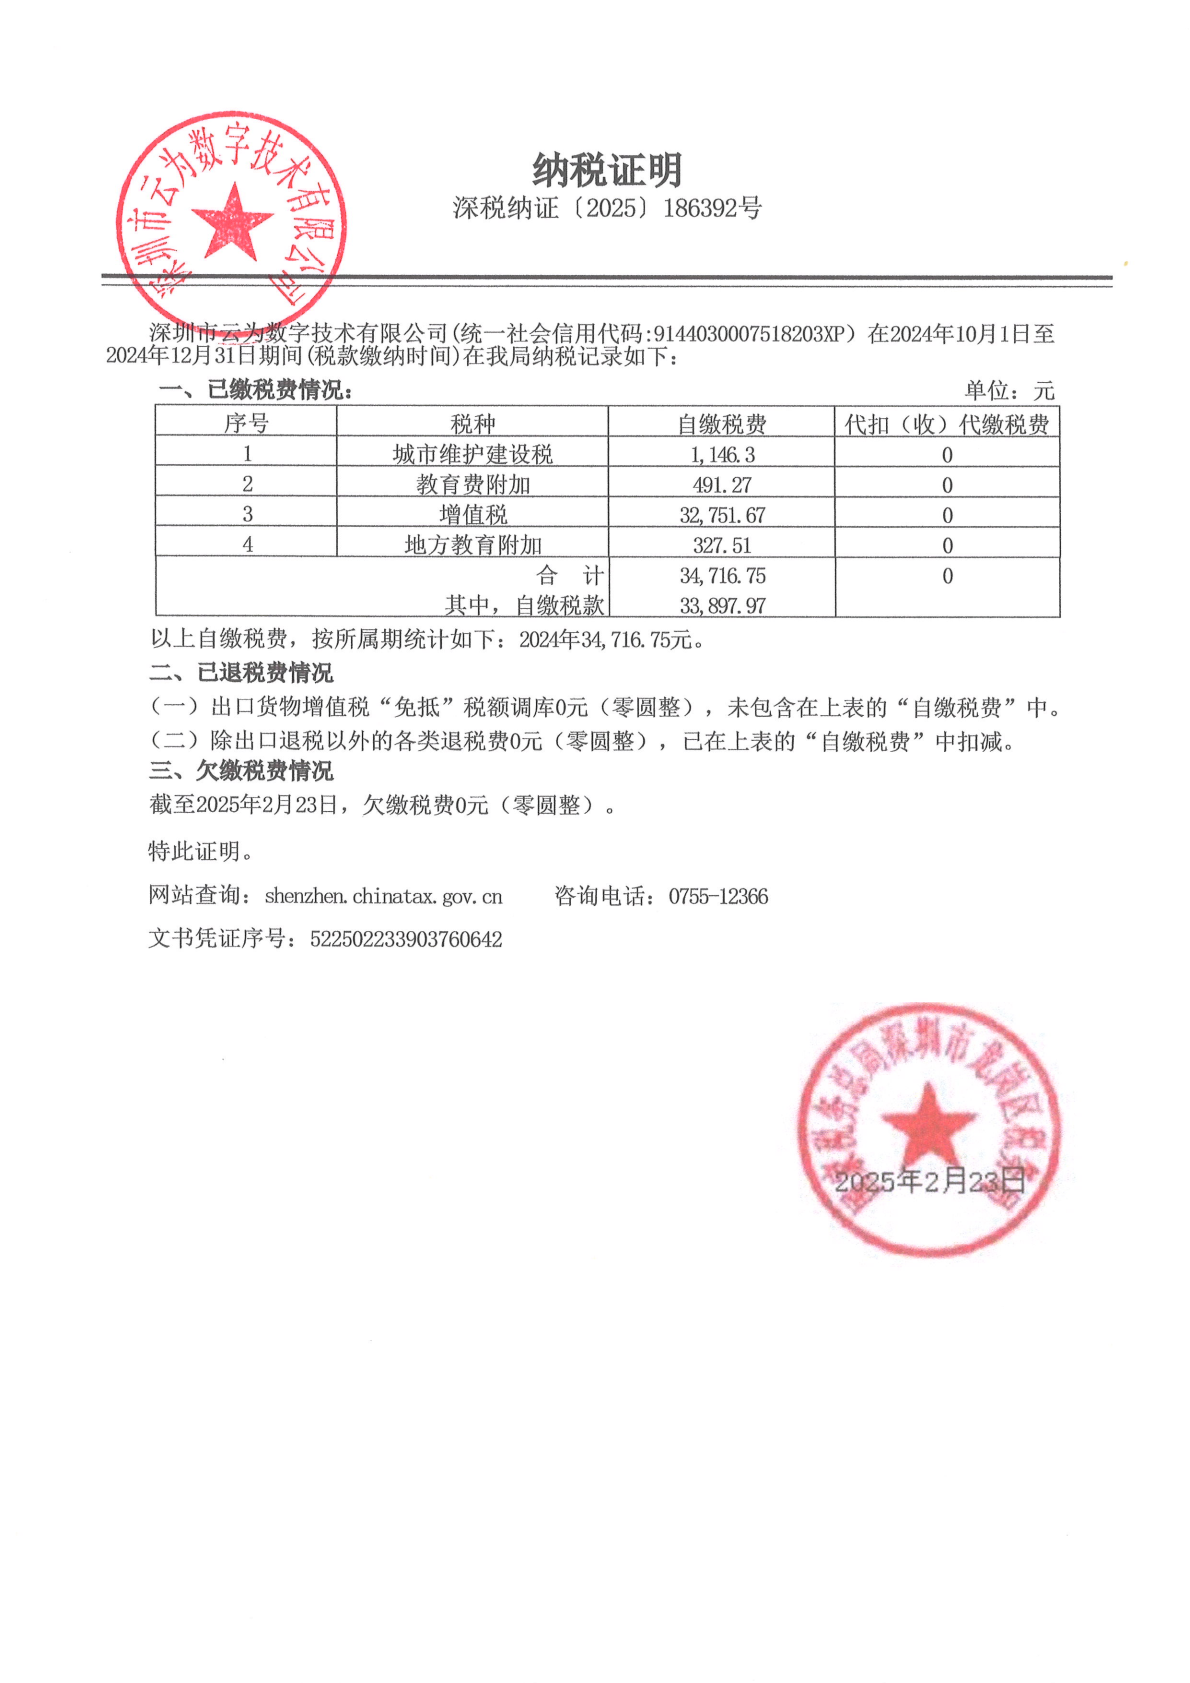 深圳市云为数字技术有限公司
纳税证明
深税纳证〔2025〕186392号
深圳市云为数字技术有限公司(统一社会信用代码:9144030007518203XP）在2024年10月1日至
2024年12月31日期间(税款缴纳时间)在我局纳税记录如下：
一、已缴税费情况：
单位：元
序号 税种 自缴税费 代扣（收）代缴税费
1 城市维护建设税 1,146.3 0
2 教育费附加 491.27 0
3 增值税 32,751.67 0
4 地方教育附加 327.51 0
合 计 34,716.75 0
其中，自缴税款 33,897.97
以上自缴税费，按所属期统计如下：2024年34,716.75元。
二、已退税费情况
（一）出口货物增值税“免抵”税额调库0元（零圆整），未包含在上表的“自缴税费”中。
（二）除出口退税以外的各类退税费0元（零圆整），已在上表的“自缴税费”中扣减。
三、欠缴税费情况
截至2025年2月23日，欠缴税费0元（零圆整）。
特此证明。
网站查询：shenzhen.chinatax.gov.cn 咨询电话：0755-12366
文书凭证序号：522502233903760642
国家税务总局深圳市龙岗区税务局
2025年2月23日